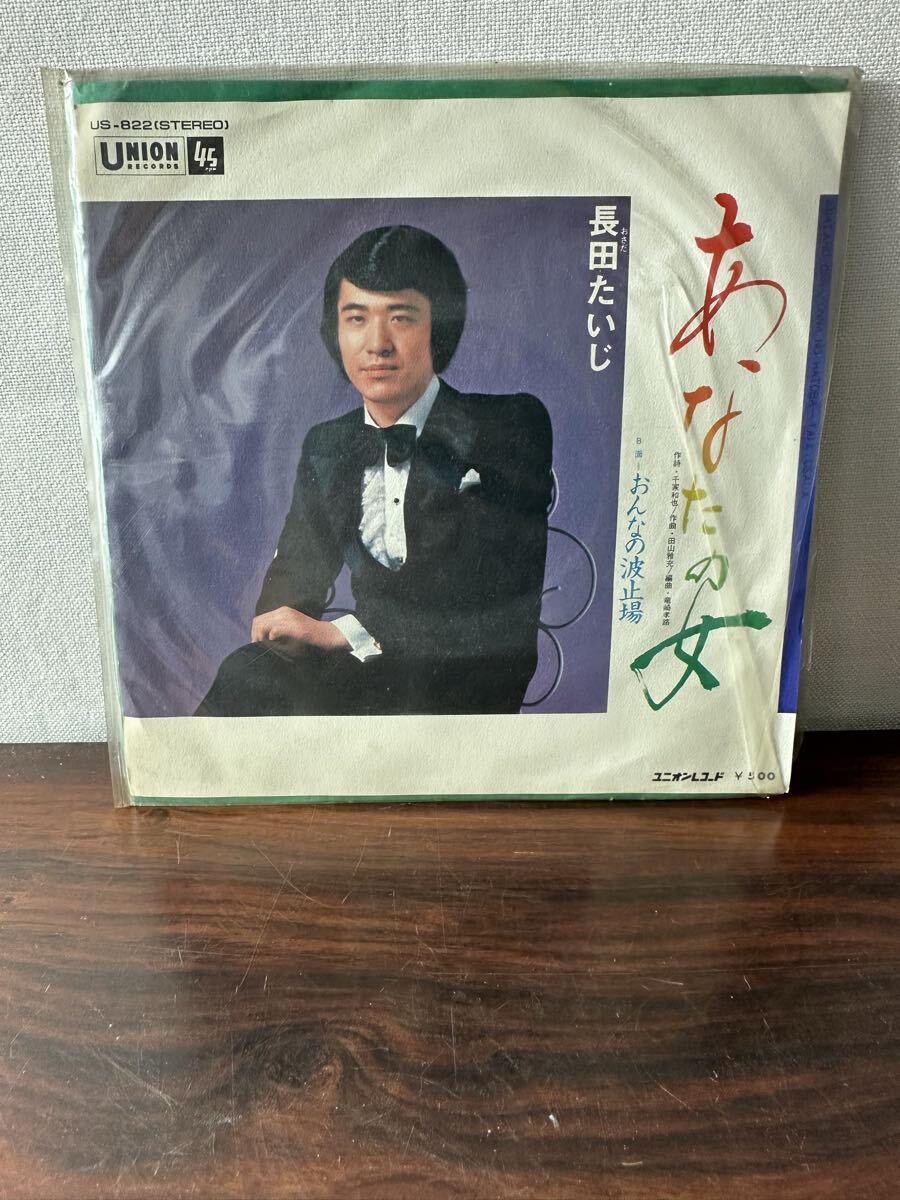 US-822(STEREO)
UNION
RECORDS
45
rpm
長田たいじ
おさだ
あなたの女
作詩・千家和也/作曲・田山雅充/編曲・竜崎孝路
B面=おんなの波止場
ユニオンレコード ¥500